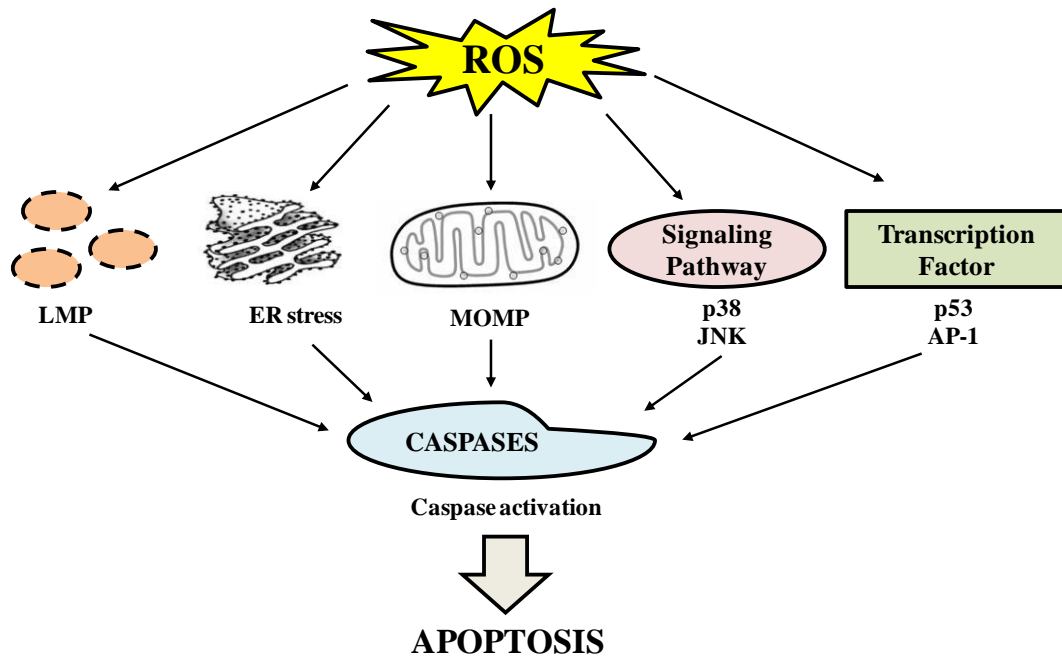 ROS
Signaling
Pathway
Transcription
Factor
LMP
ER stress
MOMP
p38
JNK
p53
AP-1
CASPASES
Caspase activation
APOPTOSIS